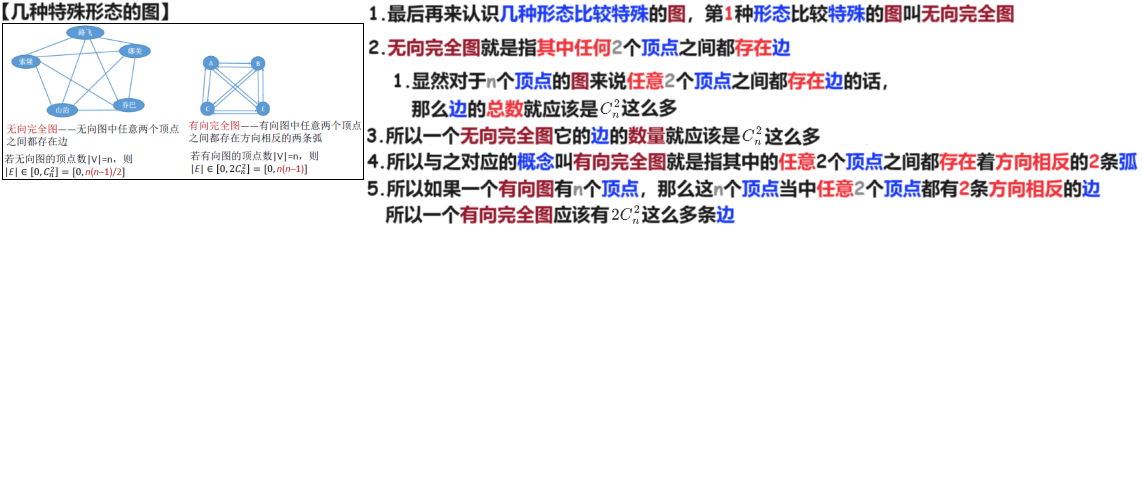 【几种特殊形态的图】
路飞
索隆
娜美
山治
乔巴
无向完全图——无向图中任意两个顶点
之间都存在边
若无向图的顶点数|V|=n，则
|E| ∈ [0, C_n^2] = [0, n(n−1)/2]
A
B
C
E
有向完全图——有向图中任意两个顶点
之间都存在方向相反的两条弧
若有向图的顶点数|V|=n，则
|E| ∈ [0, 2C_n^2] = [0, n(n−1)]
1.最后再来认识几种形态比较特殊的图，第1种形态比较特殊的图叫无向完全图
2.无向完全图就是指其中任何2个顶点之间都存在边
1.显然对于n个顶点的图来说任意2个顶点之间都存在边的话，
那么边的总数就应该是C_n^2这么多
3.所以一个无向完全图它的边的数量就应该是C_n^2这么多
4.所以与之对应的概念叫有向完全图就是指其中的任意2个顶点之间都存在着方向相反的2条弧
5.所以如果一个有向图有n个顶点，那么这n个顶点当中任意2个顶点都有2条方向相反的边
所以一个有向完全图应该有2C_n^2这么多条边